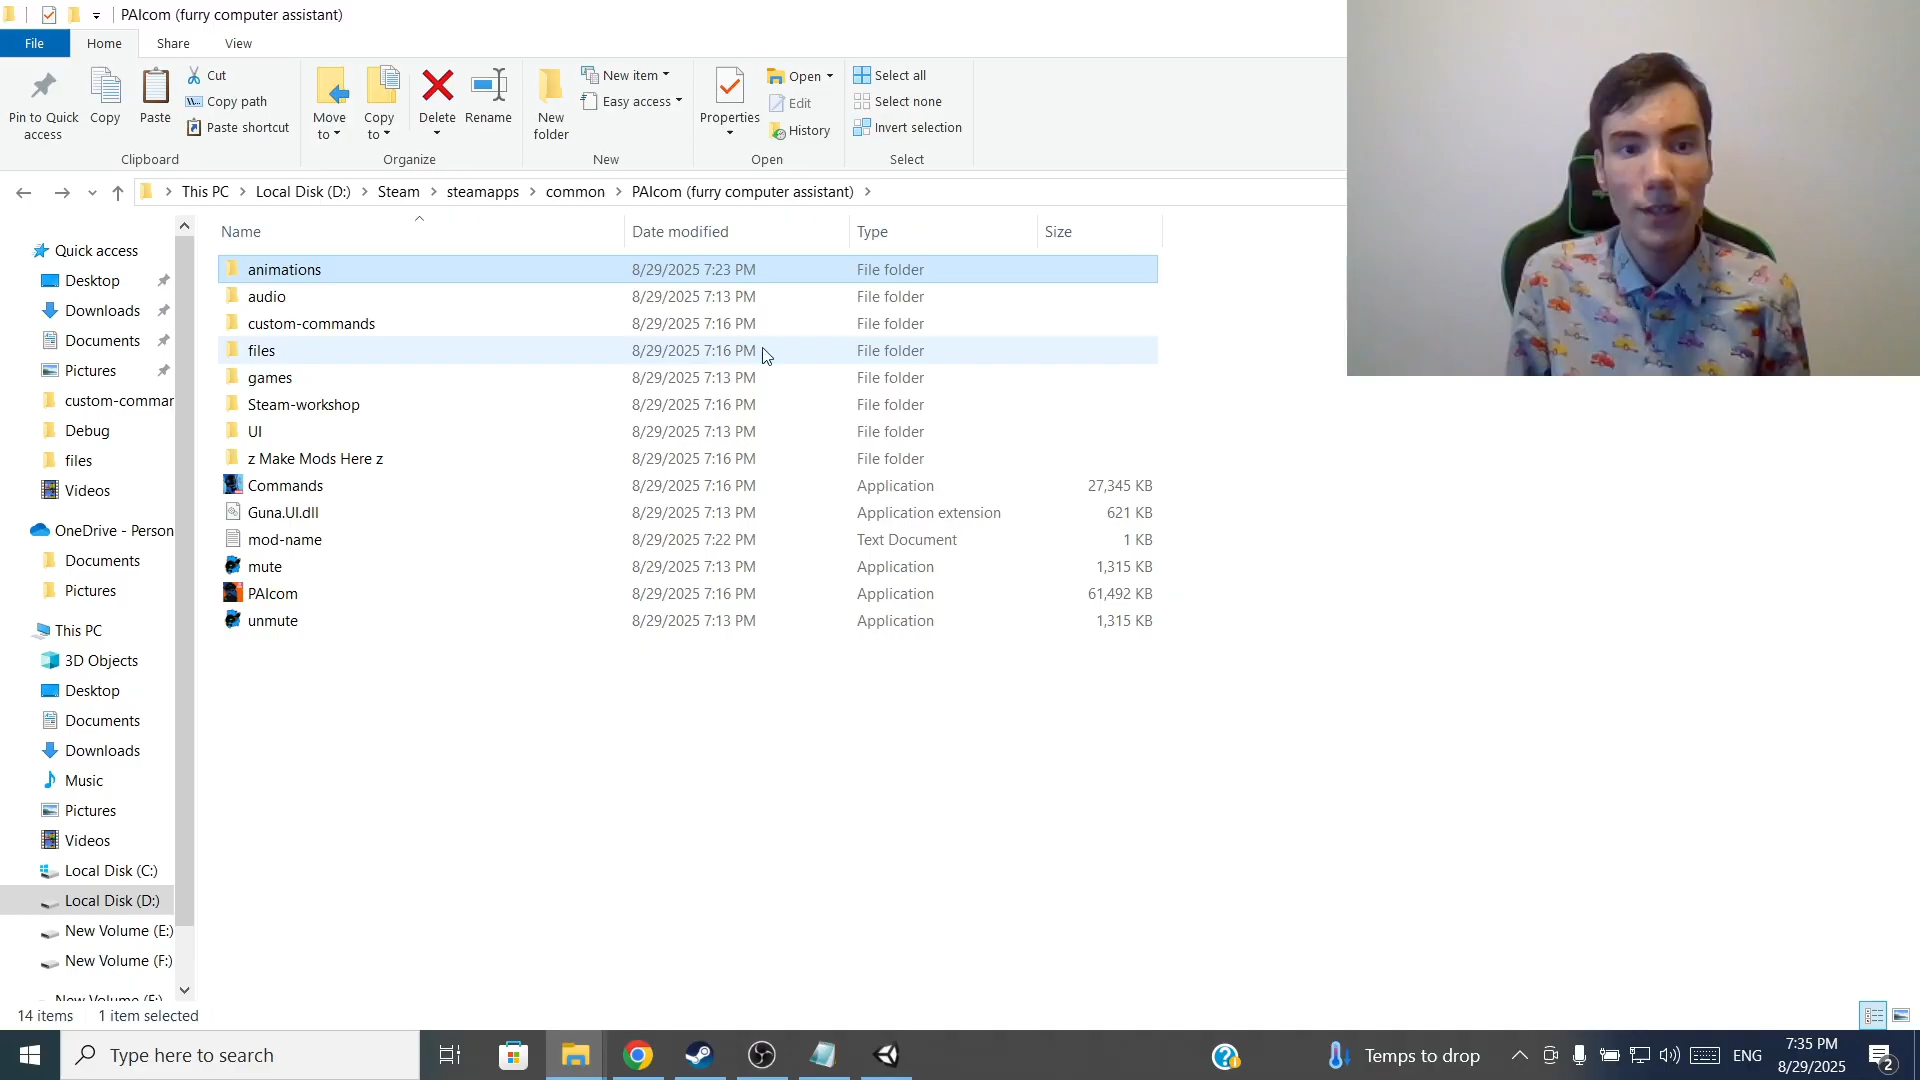 PAIcom (furry computer assistant)
File Home Share View
Pin to Quick access
Copy
Paste
Cut
Copy path
Paste shortcut
Clipboard
Move to
Copy to
Delete
Rename
Organize
New folder
New item
Easy access
New
Properties
Open
Edit
History
Open
Select all
Select none
Invert selection
Select
This PC > Local Disk (D:) > Steam > steamapps > common > PAIcom (furry computer assistant) >
Name Date modified Type Size
animations 8/29/2025 7:23 PM File folder
audio 8/29/2025 7:13 PM File folder
custom-commands 8/29/2025 7:16 PM File folder
files 8/29/2025 7:16 PM File folder
games 8/29/2025 7:13 PM File folder
Steam-workshop 8/29/2025 7:16 PM File folder
UI 8/29/2025 7:13 PM File folder
z Make Mods Here z 8/29/2025 7:16 PM File folder
Commands 8/29/2025 7:16 PM Application 27,345 KB
Guna.UI.dll 8/29/2025 7:13 PM Application extension 621 KB
mod-name 8/29/2025 7:22 PM Text Document 1 KB
mute 8/29/2025 7:13 PM Application 1,315 KB
PAIcom 8/29/2025 7:16 PM Application 61,492 KB
unmute 8/29/2025 7:13 PM Application 1,315 KB
Quick access
Desktop
Downloads
Documents
Pictures
custom-commar
Debug
files
Videos
OneDrive - Person
Documents
Pictures
This PC
3D Objects
Desktop
Documents
Downloads
Music
Pictures
Videos
Local Disk (C:)
Local Disk (D:)
New Volume (E:)
New Volume (F:)
New Volume (E:)
14 items 1 item selected
Type here to search
Temps to drop
ENG
7:35 PM
8/29/2025
2